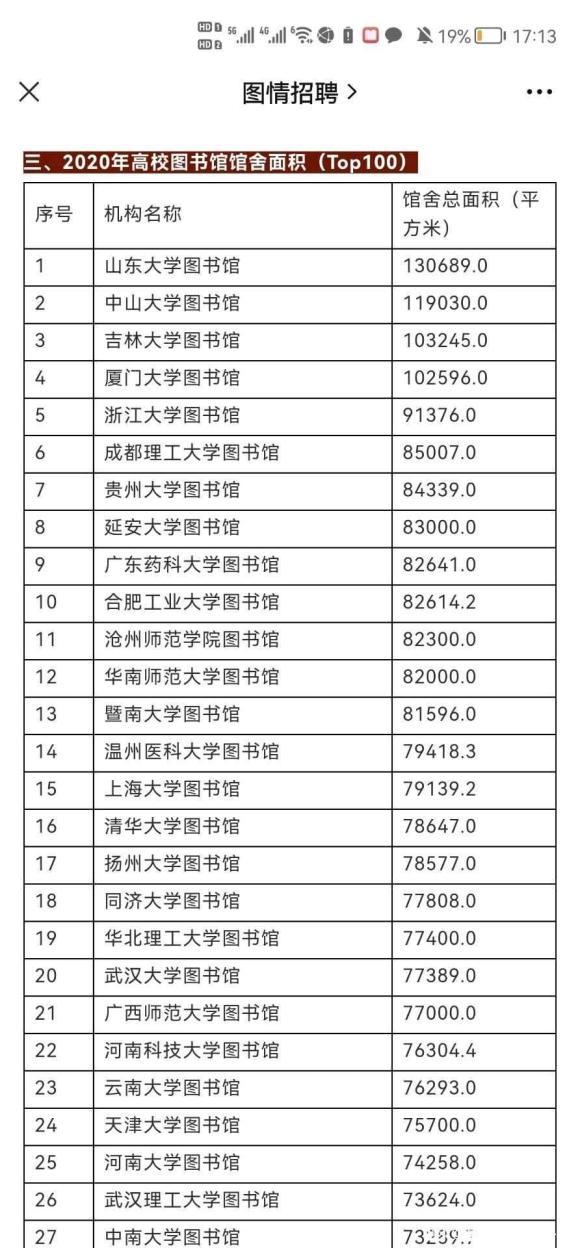 HD 1 5G 4G 6 19% 17:13
HD 2
图情招聘
三、2020年高校图书馆馆舍面积（Top100）
序号 机构名称 馆舍总面积（平
方米）
1 山东大学图书馆 130689.0
2 中山大学图书馆 119030.0
3 吉林大学图书馆 103245.0
4 厦门大学图书馆 102596.0
5 浙江大学图书馆 91376.0
6 成都理工大学图书馆 85007.0
7 贵州大学图书馆 84339.0
8 延安大学图书馆 83000.0
9 广东药科大学图书馆 82641.0
10 合肥工业大学图书馆 82614.2
11 沧州师范学院图书馆 82300.0
12 华南师范大学图书馆 82000.0
13 暨南大学图书馆 81596.0
14 温州医科大学图书馆 79418.3
15 上海大学图书馆 79139.2
16 清华大学图书馆 78647.0
17 扬州大学图书馆 78577.0
18 同济大学图书馆 77808.0
19 华北理工大学图书馆 77400.0
20 武汉大学图书馆 77389.0
21 广西师范大学图书馆 77000.0
22 河南科技大学图书馆 76304.4
23 云南大学图书馆 76293.0
24 天津大学图书馆 75700.0
25 河南大学图书馆 74258.0
26 武汉理工大学图书馆 73624.0
27 中南大学图书馆